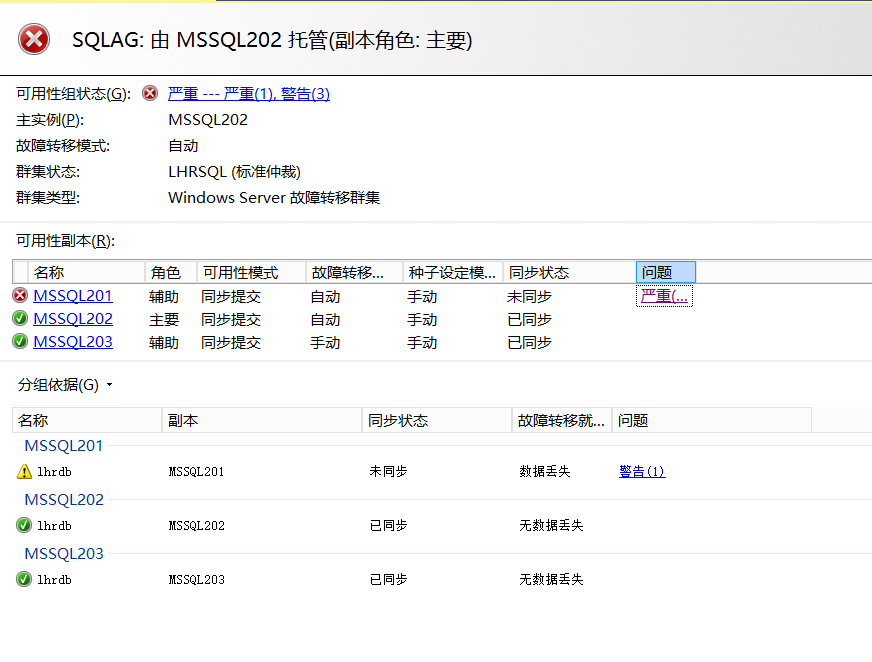 SQLAG: 由 MSSQL202 托管(副本角色: 主要)
可用性组状态(G): 严重 --- 严重(1), 警告(3)
主实例(P): MSSQL202
故障转移模式: 自动
群集状态: LHRSQL (标准仲裁)
群集类型: Windows Server 故障转移群集
可用性副本(R):
名称 角色 可用性模式 故障转移... 种子设定模... 同步状态 问题
MSSQL201 辅助 同步提交 自动 手动 未同步 严重(...
MSSQL202 主要 同步提交 自动 手动 已同步
MSSQL203 辅助 同步提交 手动 手动 已同步
分组依据(G)
名称 副本 同步状态 故障转移就... 问题
MSSQL201
lhrdb MSSQL201 未同步 数据丢失 警告(1)
MSSQL202
lhrdb MSSQL202 已同步 无数据丢失
MSSQL203
lhrdb MSSQL203 已同步 无数据丢失